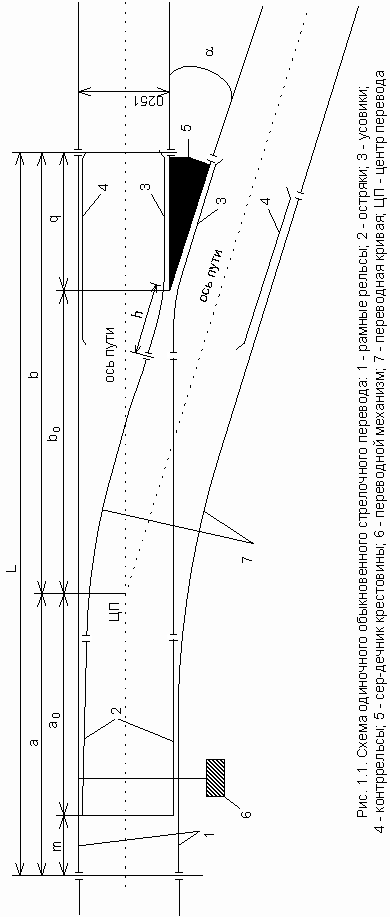 L
a
b
m
a₀
b₀
q
h
ЦП
ось пути
ось пути
1520
α
1
2
3
3
4
4
5
6
7
Рис. 1.1. Схема одиночного обыкновенного стрелочного перевода: 1 - рамные рельсы; 2 - остряки; 3 - усовики;
4 - контррельсы; 5 - сер-дечник крестовины; 6 - переводной механизм; 7 - переводная кривая; ЦП - центр перевода